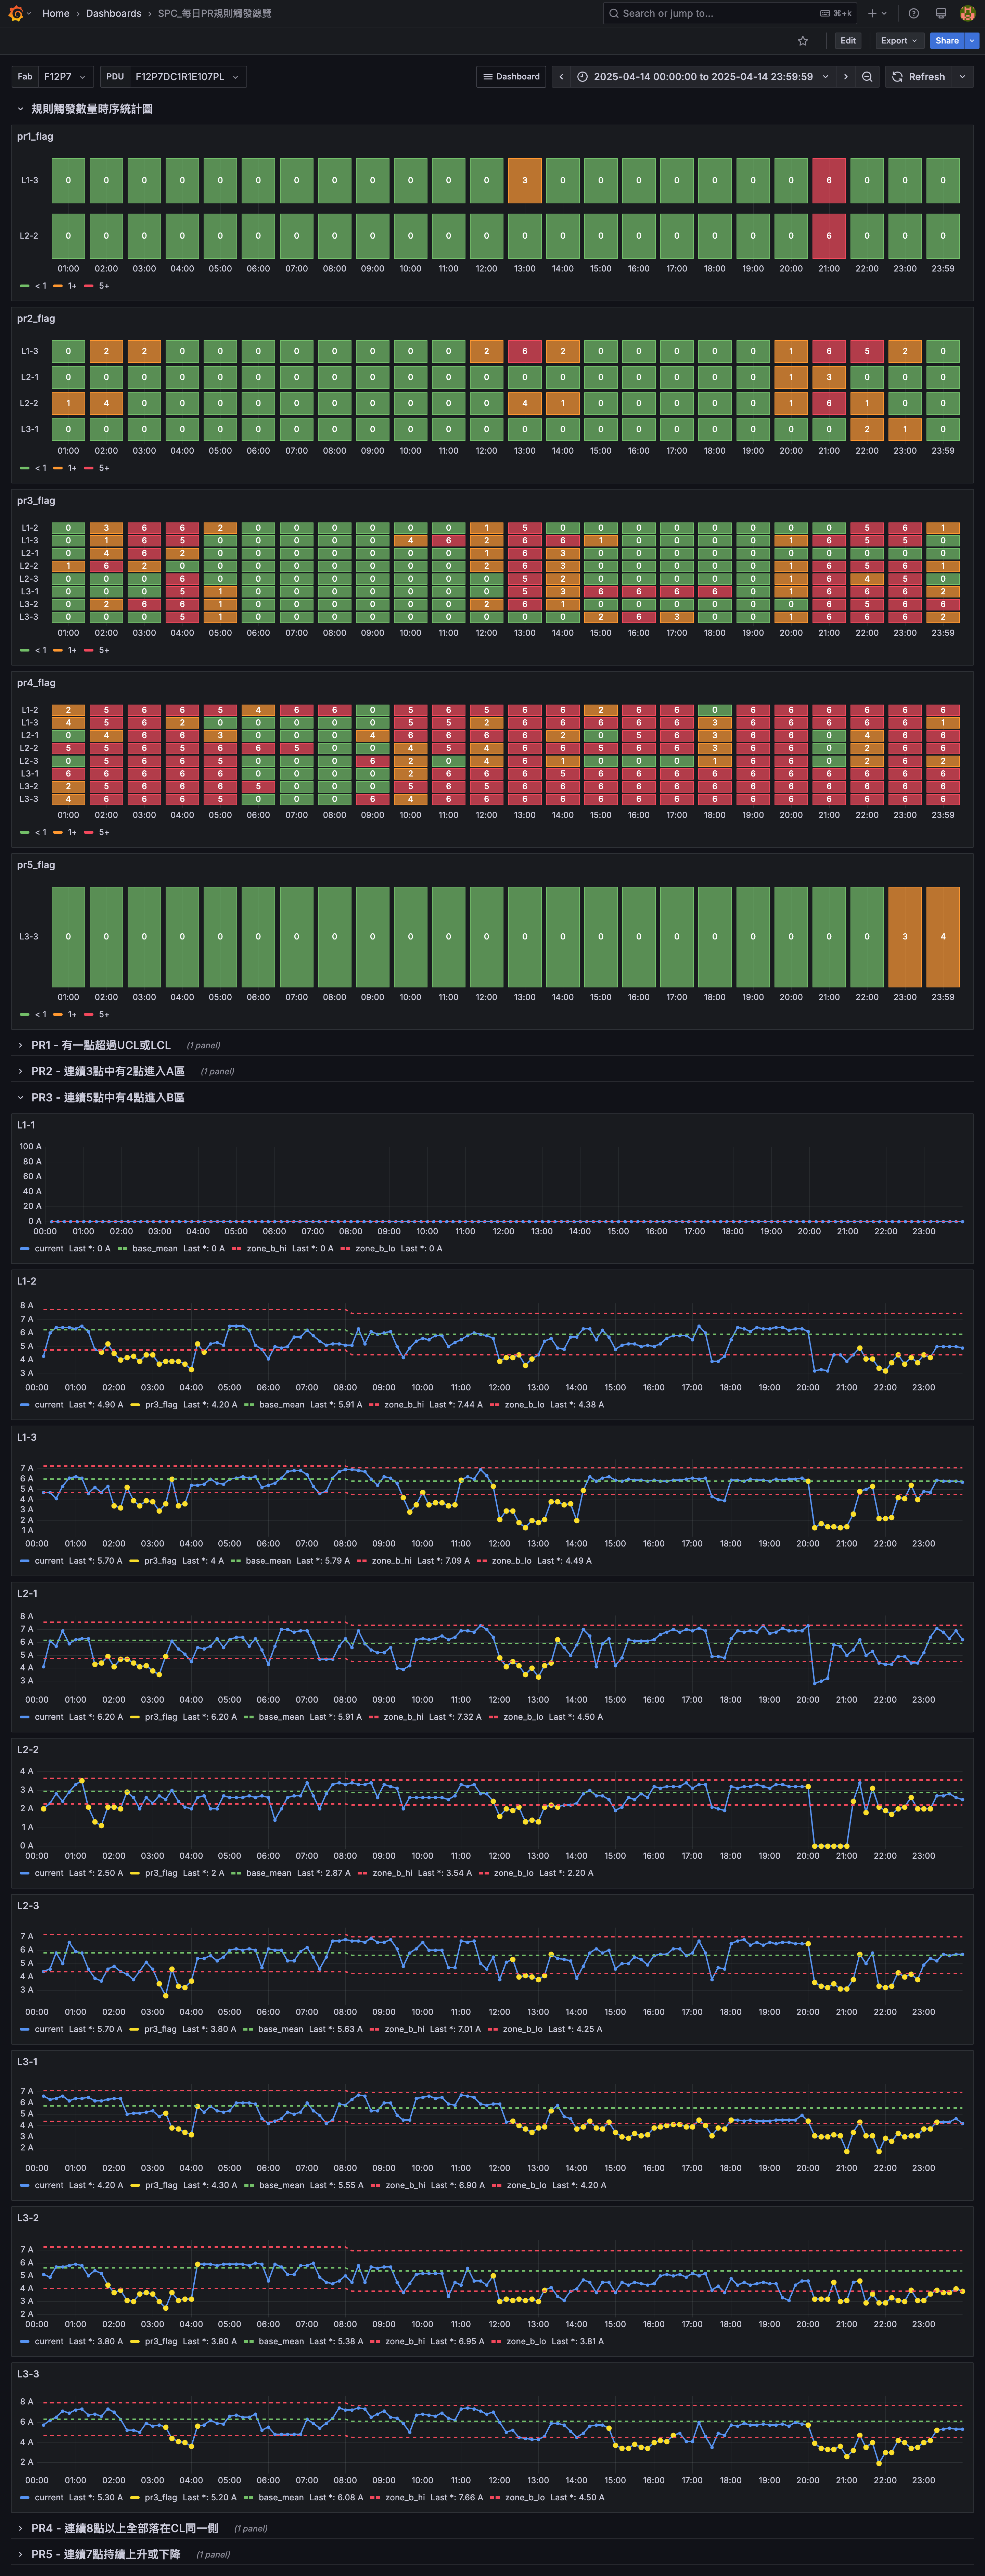 Home › Dashboards › SPC_每日PR規則觸發總覽 Search or jump to... ⌘+k
Edit Export Share
Fab F12P7 PDU F12P7DC1R1E107PL Dashboard 2025-04-14 00:00:00 to 2025-04-14 23:59:59 Refresh
規則觸發數量時序統計圖
pr1_flag
L1-3 0 0 0 0 0 0 0 0 0 0 0 0 3 0 0 0 0 0 0 0 6 0 0 0
L2-2 0 0 0 0 0 0 0 0 0 0 0 0 0 0 0 0 0 0 0 0 6 0 0 0
01:00 02:00 03:00 04:00 05:00 06:00 07:00 08:00 09:00 10:00 11:00 12:00 13:00 14:00 15:00 16:00 17:00 18:00 19:00 20:00 21:00 22:00 23:00 23:59
< 1 1+ 5+
pr2_flag
L1-3 0 2 2 0 0 0 0 0 0 0 0 2 6 2 0 0 0 0 0 1 6 5 2 0
L2-1 0 0 0 0 0 0 0 0 0 0 0 0 0 0 0 0 0 0 0 1 3 0 0 0
L2-2 1 4 0 0 0 0 0 0 0 0 0 0 4 1 0 0 0 0 0 1 6 1 0 0
L3-1 0 0 0 0 0 0 0 0 0 0 0 0 0 0 0 0 0 0 0 0 0 2 1 0
01:00 02:00 03:00 04:00 05:00 06:00 07:00 08:00 09:00 10:00 11:00 12:00 13:00 14:00 15:00 16:00 17:00 18:00 19:00 20:00 21:00 22:00 23:00 23:59
< 1 1+ 5+
pr3_flag
L1-2 0 3 6 6 2 0 0 0 0 0 0 1 5 0 0 0 0 0 0 0 0 5 6 1
L1-3 0 1 6 5 0 0 0 0 0 4 6 2 6 6 1 0 0 0 0 1 6 5 5 0
L2-1 0 4 6 2 0 0 0 0 0 0 0 1 6 3 0 0 0 0 0 0 0 0 0 0
L2-2 1 6 2 0 0 0 0 0 0 0 0 2 6 3 0 0 0 0 0 1 6 5 6 1
L2-3 0 0 0 6 0 0 0 0 0 0 0 0 5 2 0 0 0 0 0 1 6 4 5 0
L3-1 0 0 0 5 1 0 0 0 0 0 0 0 5 3 6 6 6 6 0 1 6 6 6 2
L3-2 0 2 6 6 1 0 0 0 0 0 0 2 6 1 0 0 0 0 0 0 6 5 6 6
L3-3 0 0 0 5 1 0 0 0 0 0 0 0 0 0 2 6 3 0 0 1 6 6 6 2
01:00 02:00 03:00 04:00 05:00 06:00 07:00 08:00 09:00 10:00 11:00 12:00 13:00 14:00 15:00 16:00 17:00 18:00 19:00 20:00 21:00 22:00 23:00 23:59
< 1 1+ 5+
pr4_flag
L1-2 2 5 6 6 5 4 6 6 0 5 6 5 6 6 2 6 6 0 6 6 6 6 6 6
L1-3 4 5 6 2 0 0 0 0 0 5 5 2 6 6 6 6 6 3 6 6 6 6 6 1
L2-1 0 4 6 6 3 0 0 0 4 6 6 6 6 2 0 5 6 3 6 6 0 4 6 6
L2-2 5 5 6 5 6 6 5 0 0 4 5 4 6 6 5 6 6 3 6 6 0 2 6 6
L2-3 0 5 6 6 5 0 0 0 6 2 0 4 6 1 0 0 0 1 6 6 0 2 6 2
L3-1 6 6 6 6 6 0 0 0 0 2 6 6 6 5 6 6 6 6 6 6 6 6 6 6
L3-2 2 5 6 6 6 5 0 0 0 5 6 5 6 6 6 6 6 6 6 6 6 6 6 6
L3-3 4 6 6 6 5 0 0 0 6 4 6 6 6 6 6 6 6 6 6 6 6 6 6 6
01:00 02:00 03:00 04:00 05:00 06:00 07:00 08:00 09:00 10:00 11:00 12:00 13:00 14:00 15:00 16:00 17:00 18:00 19:00 20:00 21:00 22:00 23:00 23:59
< 1 1+ 5+
pr5_flag
L3-3 0 0 0 0 0 0 0 0 0 0 0 0 0 0 0 0 0 0 0 0 0 0 3 4
01:00 02:00 03:00 04:00 05:00 06:00 07:00 08:00 09:00 10:00 11:00 12:00 13:00 14:00 15:00 16:00 17:00 18:00 19:00 20:00 21:00 22:00 23:00 23:59
< 1 1+ 5+
PR1 - 有一點超過UCL或LCL (1 panel)
PR2 - 連續3點中有2點進入A區 (1 panel)
PR3 - 連續5點中有4點進入B區
L1-1
100 A
80 A
60 A
40 A
20 A
0 A
00:00 01:00 02:00 03:00 04:00 05:00 06:00 07:00 08:00 09:00 10:00 11:00 12:00 13:00 14:00 15:00 16:00 17:00 18:00 19:00 20:00 21:00 22:00 23:00
current Last *: 0 A base_mean Last *: 0 A zone_b_hi Last *: 0 A zone_b_lo Last *: 0 A
L1-2
8 A
7 A
6 A
5 A
4 A
3 A
00:00 01:00 02:00 03:00 04:00 05:00 06:00 07:00 08:00 09:00 10:00 11:00 12:00 13:00 14:00 15:00 16:00 17:00 18:00 19:00 20:00 21:00 22:00 23:00
current Last *: 4.90 A pr3_flag Last *: 4.20 A base_mean Last *: 5.91 A zone_b_hi Last *: 7.44 A zone_b_lo Last *: 4.38 A
L1-3
7 A
6 A
5 A
4 A
3 A
2 A
1 A
00:00 01:00 02:00 03:00 04:00 05:00 06:00 07:00 08:00 09:00 10:00 11:00 12:00 13:00 14:00 15:00 16:00 17:00 18:00 19:00 20:00 21:00 22:00 23:00
current Last *: 5.70 A pr3_flag Last *: 4 A base_mean Last *: 5.79 A zone_b_hi Last *: 7.09 A zone_b_lo Last *: 4.49 A
L2-1
8 A
7 A
6 A
5 A
4 A
3 A
00:00 01:00 02:00 03:00 04:00 05:00 06:00 07:00 08:00 09:00 10:00 11:00 12:00 13:00 14:00 15:00 16:00 17:00 18:00 19:00 20:00 21:00 22:00 23:00
current Last *: 6.20 A pr3_flag Last *: 6.20 A base_mean Last *: 5.91 A zone_b_hi Last *: 7.32 A zone_b_lo Last *: 4.50 A
L2-2
4 A
3 A
2 A
1 A
0 A
00:00 01:00 02:00 03:00 04:00 05:00 06:00 07:00 08:00 09:00 10:00 11:00 12:00 13:00 14:00 15:00 16:00 17:00 18:00 19:00 20:00 21:00 22:00 23:00
current Last *: 2.50 A pr3_flag Last *: 2 A base_mean Last *: 2.87 A zone_b_hi Last *: 3.54 A zone_b_lo Last *: 2.20 A
L2-3
7 A
6 A
5 A
4 A
3 A
00:00 01:00 02:00 03:00 04:00 05:00 06:00 07:00 08:00 09:00 10:00 11:00 12:00 13:00 14:00 15:00 16:00 17:00 18:00 19:00 20:00 21:00 22:00 23:00
current Last *: 5.70 A pr3_flag Last *: 3.80 A base_mean Last *: 5.63 A zone_b_hi Last *: 7.01 A zone_b_lo Last *: 4.25 A
L3-1
7 A
6 A
5 A
4 A
3 A
2 A
00:00 01:00 02:00 03:00 04:00 05:00 06:00 07:00 08:00 09:00 10:00 11:00 12:00 13:00 14:00 15:00 16:00 17:00 18:00 19:00 20:00 21:00 22:00 23:00
current Last *: 4.20 A pr3_flag Last *: 4.30 A base_mean Last *: 5.55 A zone_b_hi Last *: 6.90 A zone_b_lo Last *: 4.20 A
L3-2
7 A
6 A
5 A
4 A
3 A
2 A
00:00 01:00 02:00 03:00 04:00 05:00 06:00 07:00 08:00 09:00 10:00 11:00 12:00 13:00 14:00 15:00 16:00 17:00 18:00 19:00 20:00 21:00 22:00 23:00
current Last *: 3.80 A pr3_flag Last *: 3.80 A base_mean Last *: 5.38 A zone_b_hi Last *: 6.95 A zone_b_lo Last *: 3.81 A
L3-3
8 A
6 A
4 A
2 A
00:00 01:00 02:00 03:00 04:00 05:00 06:00 07:00 08:00 09:00 10:00 11:00 12:00 13:00 14:00 15:00 16:00 17:00 18:00 19:00 20:00 21:00 22:00 23:00
current Last *: 5.30 A pr3_flag Last *: 5.20 A base_mean Last *: 6.08 A zone_b_hi Last *: 7.66 A zone_b_lo Last *: 4.50 A
PR4 - 連續8點以上全部落在CL同一側 (1 panel)
PR5 - 連續7點持續上升或下降 (1 panel)